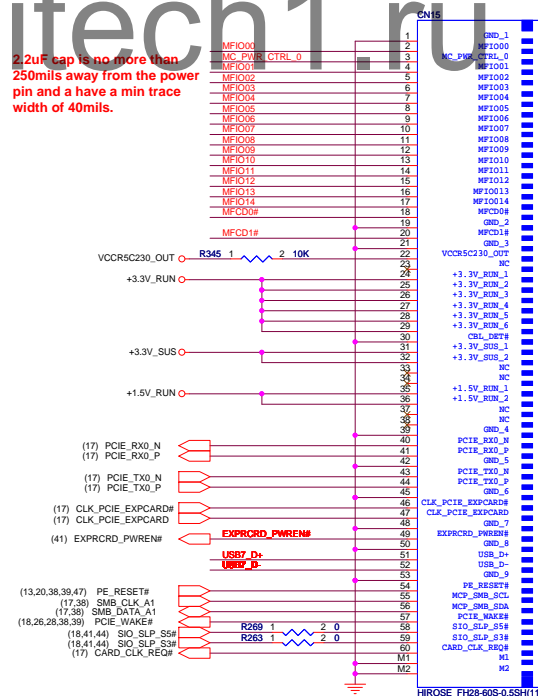 itech1.ru
2.2uF cap is no more than
250mils away from the power
pin and a have a min trace
width of 40mils.
CN15
1 GND_1
MFIO00 2 MFIO00
MC_PWR_CTRL_0 3 MC_PWR_CTRL_0
MFIO01 4 MFIO01
MFIO02 5 MFIO02
MFIO03 6 MFIO03
MFIO04 7 MFIO04
MFIO05 8 MFIO05
MFIO06 9 MFIO06
MFIO07 10 MFIO07
MFIO08 11 MFIO08
MFIO09 12 MFIO09
MFIO10 13 MFIO10
MFIO11 14 MFIO11
MFIO12 15 MFIO12
MFIO13 16 MFIO013
MFIO14 17 MFIO014
MFCD0# 18 MFCD0#
19 GND_2
MFCD1# 20 MFCD1#
21 GND_3
VCCR5C230_OUT R345 1 2 10K 22 VCCR5C230_OUT
23 NC
+3.3V_RUN 24 +3.3V_RUN_1
25 +3.3V_RUN_2
26 +3.3V_RUN_3
27 +3.3V_RUN_4
28 +3.3V_RUN_5
29 +3.3V_RUN_6
30 CBL_DET#
+3.3V_SUS 31 +3.3V_SUS_1
32 +3.3V_SUS_2
33 NC
34 NC
+1.5V_RUN 35 +1.5V_RUN_1
36 +1.5V_RUN_2
37 NC
38 NC
39 GND_4
(17) PCIE_RX0_N 40 PCIE_RX0_N
(17) PCIE_RX0_P 41 PCIE_RX0_P
42 GND_5
(17) PCIE_TX0_N 43 PCIE_TX0_N
(17) PCIE_TX0_P 44 PCIE_TX0_P
45 GND_6
(17) CLK_PCIE_EXPCARD# 46 CLK_PCIE_EXPCARD#
(17) CLK_PCIE_EXPCARD 47 CLK_PCIE_EXPCARD
48 GND_7
(41) EXPRCRD_PWREN# EXPRCRD_PWREN# 49 EXPRCRD_PWREN#
50 GND_8
USB7_D+ 51 USB_D+
USB7_D- 52 USB_D-
53 GND_9
(13,20,38,39,47) PE_RESET# 54 PE_RESET#
(17,38) SMB_CLK_A1 55 MCP_SMB_SCL
(17,38) SMB_DATA_A1 56 MCP_SMB_SDA
(18,26,28,38,39) PCIE_WAKE# 57 PCIE_WAKE#
(18,41,44) SIO_SLP_S5# R269 1 2 0 58 SIO_SLP_S5#
(18,41,44) SIO_SLP_S3# R263 1 2 0 59 SIO_SLP_S3#
(17) CARD_CLK_REQ# 60 CARD_CLK_REQ#
M1 M1
M2 M2
HIROSE_FH28-60S-0.5SH(11